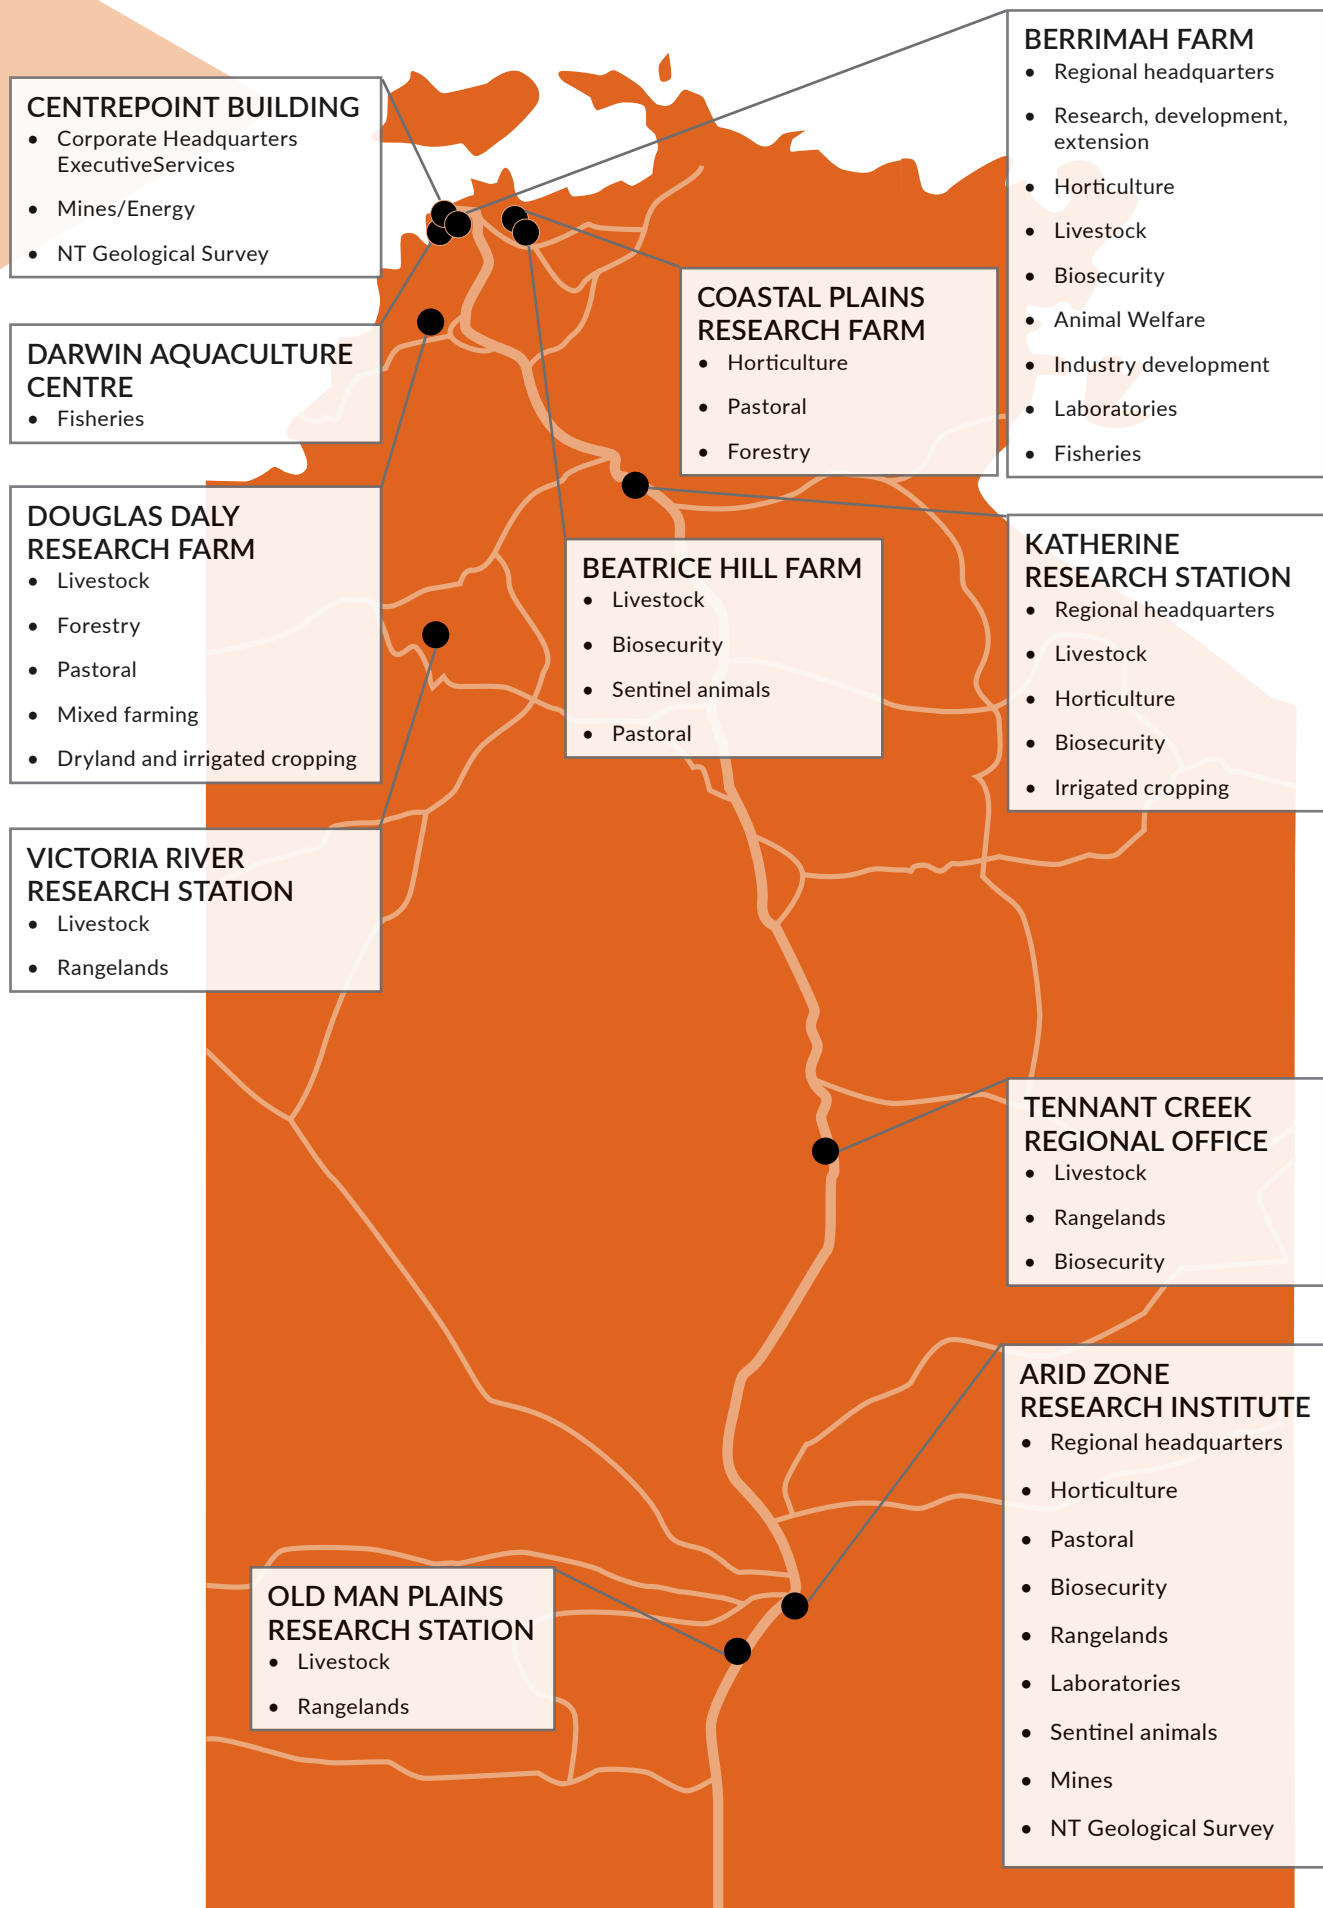 CENTREPOINT BUILDING
• Corporate Headquarters
ExecutiveServices
• Mines/Energy
• NT Geological Survey
DARWIN AQUACULTURE
CENTRE
• Fisheries
DOUGLAS DALY
RESEARCH FARM
• Livestock
• Forestry
• Pastoral
• Mixed farming
• Dryland and irrigated cropping
VICTORIA RIVER
RESEARCH STATION
• Livestock
• Rangelands
OLD MAN PLAINS
RESEARCH STATION
• Livestock
• Rangelands
BEATRICE HILL FARM
• Livestock
• Biosecurity
• Sentinel animals
• Pastoral
COASTAL PLAINS
RESEARCH FARM
• Horticulture
• Pastoral
• Forestry
BERRIMAH FARM
• Regional headquarters
• Research, development,
extension
• Horticulture
• Livestock
• Biosecurity
• Animal Welfare
• Industry development
• Laboratories
• Fisheries
KATHERINE
RESEARCH STATION
• Regional headquarters
• Livestock
• Horticulture
• Biosecurity
• Irrigated cropping
TENNANT CREEK
REGIONAL OFFICE
• Livestock
• Rangelands
• Biosecurity
ARID ZONE
RESEARCH INSTITUTE
• Regional headquarters
• Horticulture
• Pastoral
• Biosecurity
• Rangelands
• Laboratories
• Sentinel animals
• Mines
• NT Geological Survey